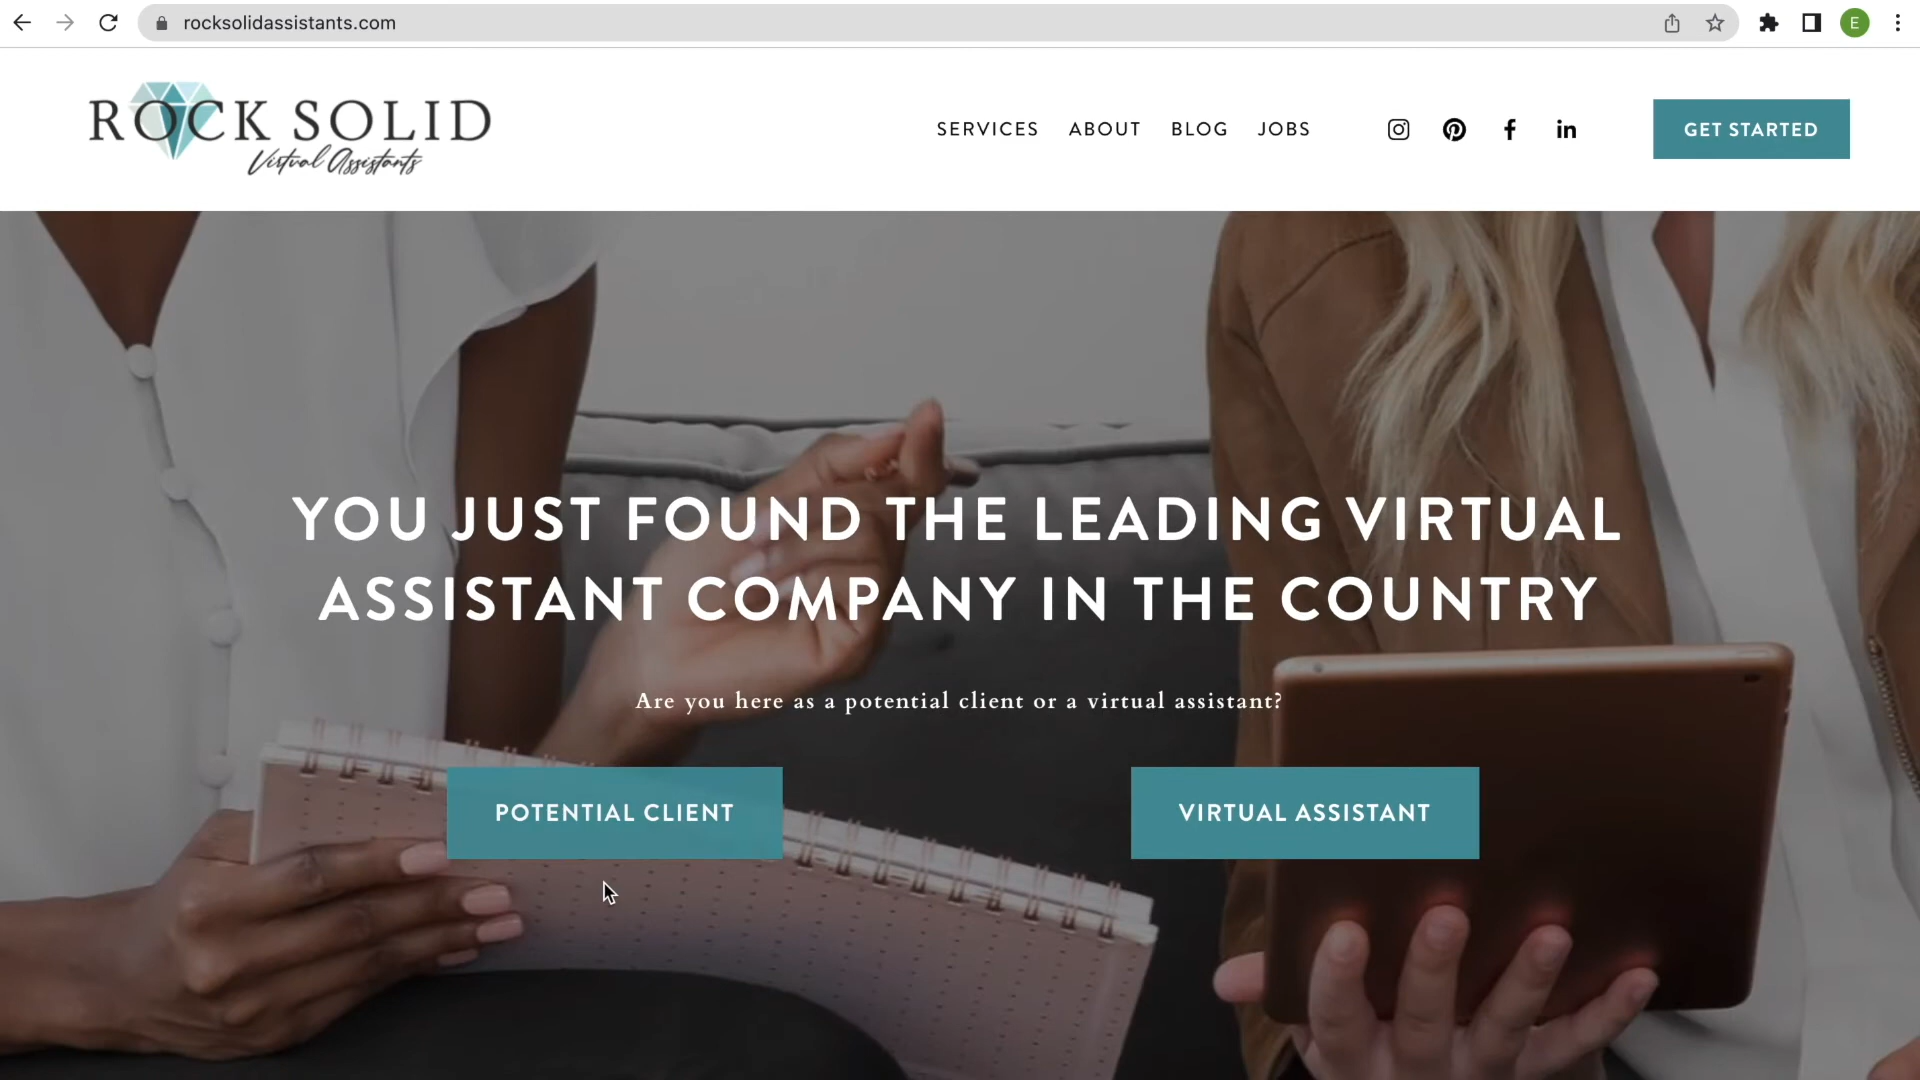 rocksolidassistants.com
E
ROCK SOLID
Virtual Assistants
SERVICES ABOUT BLOG JOBS
GET STARTED
YOU JUST FOUND THE LEADING VIRTUAL
ASSISTANT COMPANY IN THE COUNTRY
Are you here as a potential client or a virtual assistant?
POTENTIAL CLIENT
VIRTUAL ASSISTANT